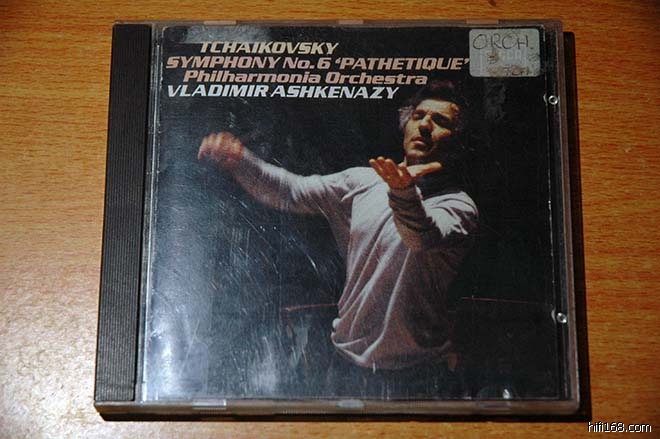 TCHAIKOVSKY
SYMPHONY No.6 'PATHETIQUE'
Philharmonia Orchestra
VLADIMIR ASHKENAZY
ORCH.
hifi168.com